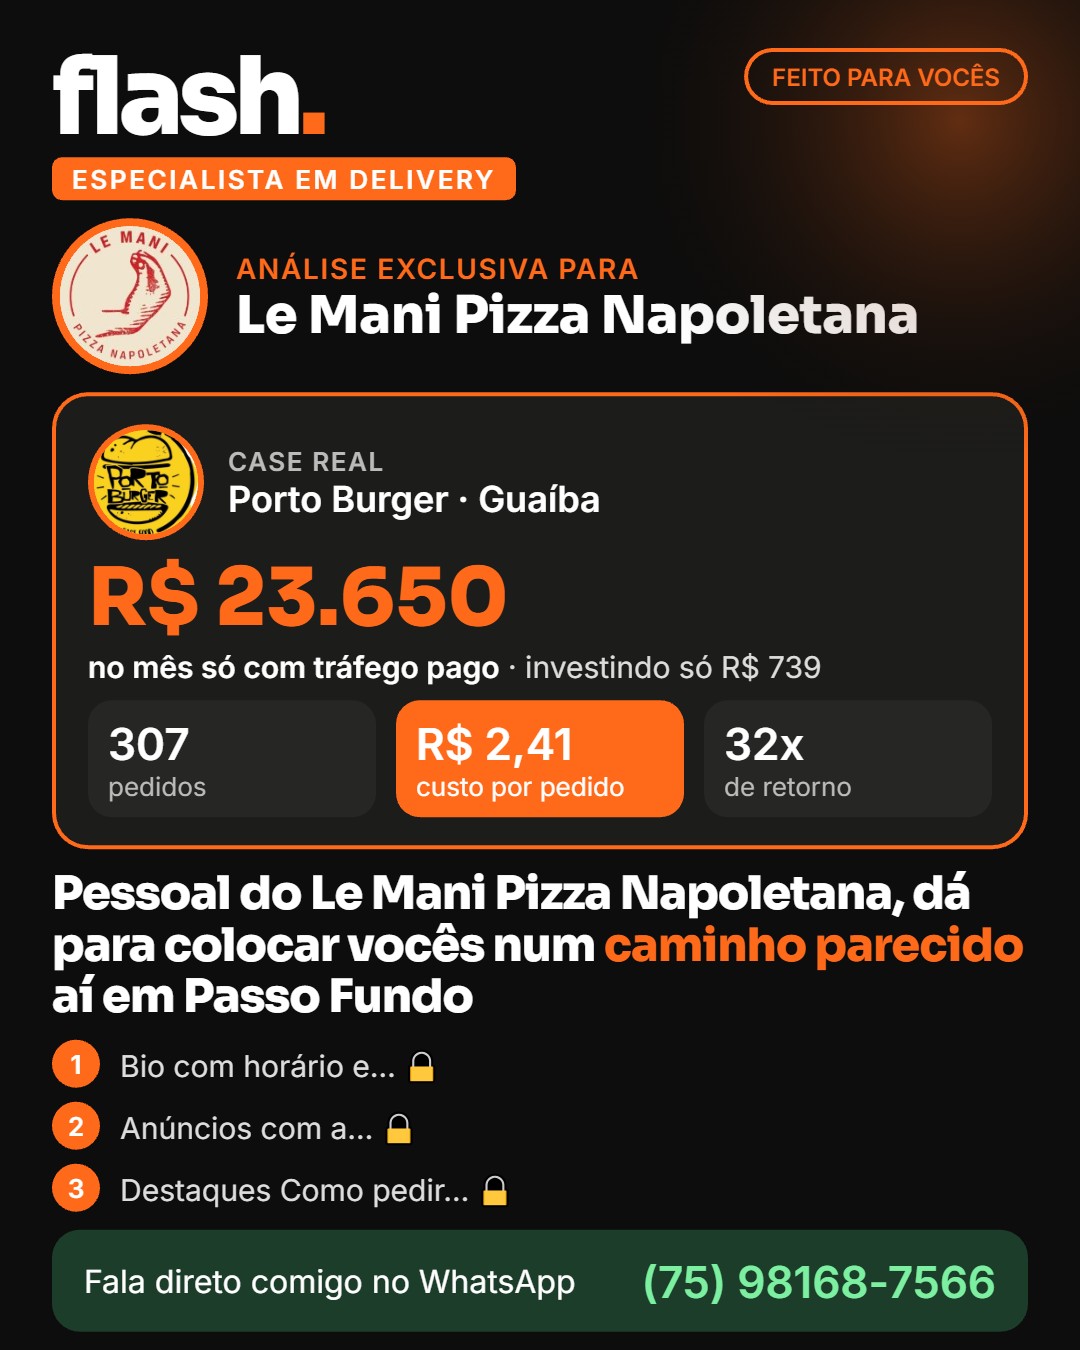 flash.
FEITO PARA VOCÊS
ESPECIALISTA EM DELIVERY
LE MANI
PIZZA NAPOLETANA
ANÁLISE EXCLUSIVA PARA
Le Mani Pizza Napoletana
PORTO
BURGER
CASE REAL
Porto Burger · Guaíba
R$ 23.650
no mês só com tráfego pago · investindo só R$ 739
307
pedidos
R$ 2,41
custo por pedido
32x
de retorno
Pessoal do Le Mani Pizza Napoletana, dá
para colocar vocês num caminho parecido
aí em Passo Fundo
1 Bio com horário e... 🔒
2 Anúncios com a... 🔒
3 Destaques Como pedir... 🔒
Fala direto comigo no WhatsApp (75) 98168-7566